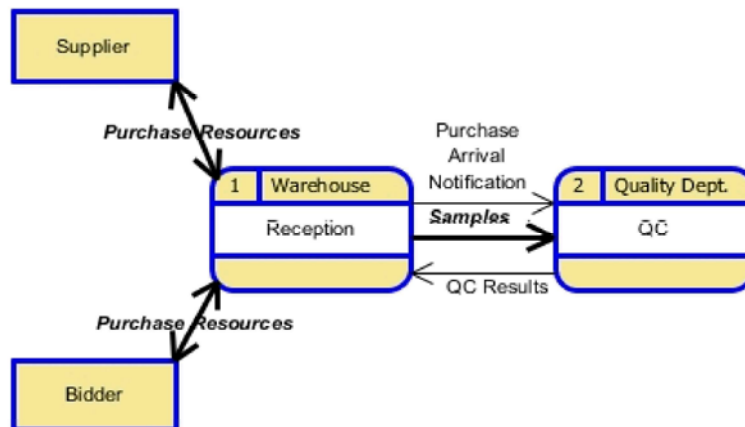 Supplier
Purchase Resources
Purchase
Arrival
Notification
1 Warehouse
2 Quality Dept.
Samples
Reception
QC
QC Results
Purchase Resources
Bidder